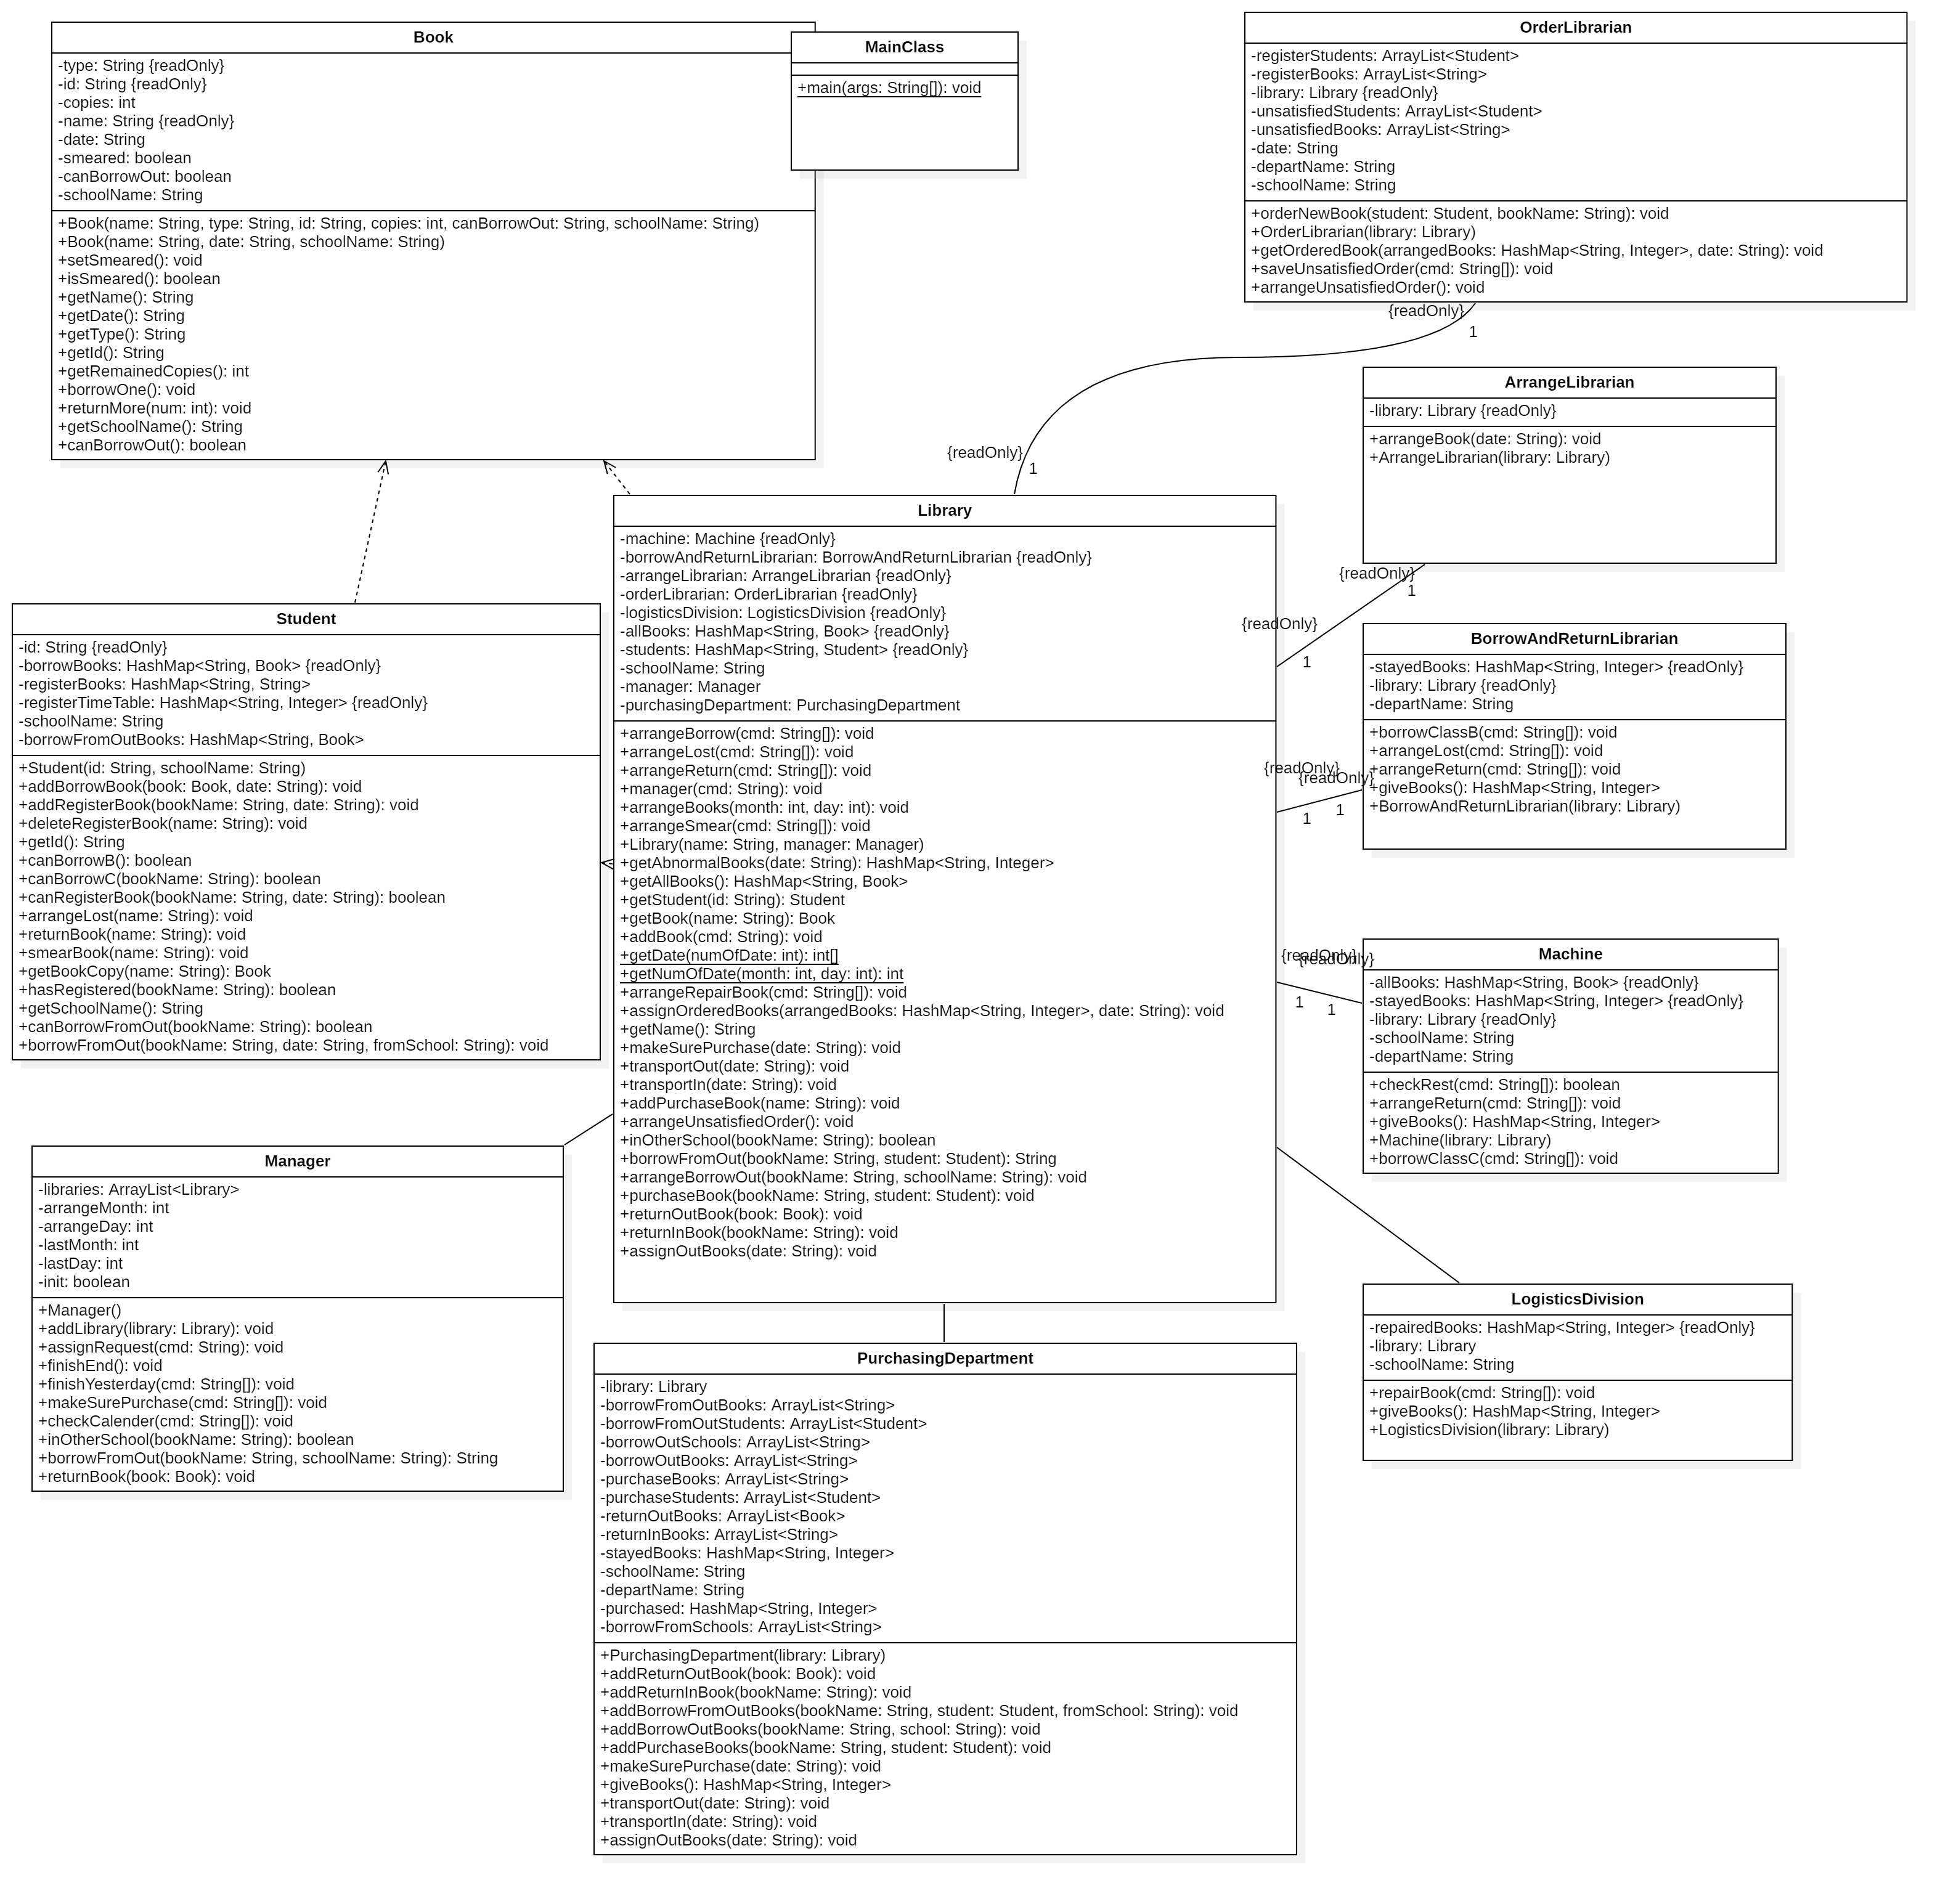 Book
-type: String {readOnly}
-id: String {readOnly}
-copies: int
-name: String {readOnly}
-date: String
-smeared: boolean
-canBorrowOut: boolean
-schoolName: String
+Book(name: String, type: String, id: String, copies: int, canBorrowOut: String, schoolName: String)
+Book(name: String, date: String, schoolName: String)
+setSmeared(): void
+isSmeared(): boolean
+getName(): String
+getDate(): String
+getType(): String
+getId(): String
+getRemainedCopies(): int
+borrowOne(): void
+returnMore(num: int): void
+getSchoolName(): String
+canBorrowOut(): boolean
MainClass
+main(args: String[]): void
OrderLibrarian
-registerStudents: ArrayList<Student>
-registerBooks: ArrayList<String>
-library: Library {readOnly}
-unsatisfiedStudents: ArrayList<Student>
-unsatisfiedBooks: ArrayList<String>
-date: String
-departName: String
-schoolName: String
+orderNewBook(student: Student, bookName: String): void
+OrderLibrarian(library: Library)
+getOrderedBook(arrangedBooks: HashMap<String, Integer>, date: String): void
+saveUnsatisfiedOrder(cmd: String[]): void
+arrangeUnsatisfiedOrder(): void
{readOnly}
1
{readOnly}
1
ArrangeLibrarian
-library: Library {readOnly}
+arrangeBook(date: String): void
+ArrangeLibrarian(library: Library)
{readOnly}
1
{readOnly}
1
Library
-machine: Machine {readOnly}
-borrowAndReturnLibrarian: BorrowAndReturnLibrarian {readOnly}
-arrangeLibrarian: ArrangeLibrarian {readOnly}
-orderLibrarian: OrderLibrarian {readOnly}
-logisticsDivision: LogisticsDivision {readOnly}
-allBooks: HashMap<String, Book> {readOnly}
-students: HashMap<String, Student> {readOnly}
-schoolName: String
-manager: Manager
-purchasingDepartment: PurchasingDepartment
+arrangeBorrow(cmd: String[]): void
+arrangeLost(cmd: String[]): void
+arrangeReturn(cmd: String[]): void
+manager(cmd: String): void
+arrangeBooks(month: int, day: int): void
+arrangeSmear(cmd: String[]): void
+Library(name: String, manager: Manager)
+getAbnormalBooks(date: String): HashMap<String, Integer>
+getAllBooks(): HashMap<String, Book>
+getStudent(id: String): Student
+getBook(name: String): Book
+addBook(cmd: String): void
+getDate(numOfDate: int): int[]
+getNumOfDate(month: int, day: int): int
+arrangeRepairBook(cmd: String[]): void
+assignOrderedBooks(arrangedBooks: HashMap<String, Integer>, date: String): void
+getName(): String
+makeSurePurchase(date: String): void
+transportOut(date: String): void
+transportIn(date: String): void
+addPurchaseBook(name: String): void
+arrangeUnsatisfiedOrder(): void
+inOtherSchool(bookName: String): boolean
+borrowFromOut(bookName: String, student: Student): String
+arrangeBorrowOut(bookName: String, schoolName: String): void
+purchaseBook(bookName: String, student: Student): void
+returnOutBook(book: Book): void
+returnInBook(bookName: String): void
+assignOutBooks(date: String): void
Student
-id: String {readOnly}
-borrowBooks: HashMap<String, Book> {readOnly}
-registerBooks: HashMap<String, String>
-registerTimeTable: HashMap<String, Integer> {readOnly}
-schoolName: String
-borrowFromOutBooks: HashMap<String, Book>
+Student(id: String, schoolName: String)
+addBorrowBook(book: Book, date: String): void
+addRegisterBook(bookName: String, date: String): void
+deleteRegisterBook(name: String): void
+getId(): String
+canBorrowB(): boolean
+canBorrowC(bookName: String): boolean
+canRegisterBook(bookName: String, date: String): boolean
+arrangeLost(name: String): void
+returnBook(name: String): void
+smearBook(name: String): void
+getBookCopy(name: String): Book
+hasRegistered(bookName: String): boolean
+getSchoolName(): String
+canBorrowFromOut(bookName: String): boolean
+borrowFromOut(bookName: String, date: String, fromSchool: String): void
BorrowAndReturnLibrarian
-stayedBooks: HashMap<String, Integer> {readOnly}
-library: Library {readOnly}
-departName: String
+borrowClassB(cmd: String[]): void
+arrangeLost(cmd: String[]): void
+arrangeReturn(cmd: String[]): void
+giveBooks(): HashMap<String, Integer>
+BorrowAndReturnLibrarian(library: Library)
{readOnly}
{readOnly}
1
1
Machine
-allBooks: HashMap<String, Book> {readOnly}
-stayedBooks: HashMap<String, Integer> {readOnly}
-library: Library {readOnly}
-schoolName: String
-departName: String
+checkRest(cmd: String[]): boolean
+arrangeReturn(cmd: String[]): void
+giveBooks(): HashMap<String, Integer>
+Machine(library: Library)
+borrowClassC(cmd: String[]): void
{readOnly}
{readOnly}
1
1
Manager
-libraries: ArrayList<Library>
-arrangeMonth: int
-arrangeDay: int
-lastMonth: int
-lastDay: int
-init: boolean
+Manager()
+addLibrary(library: Library): void
+assignRequest(cmd: String): void
+finishEnd(): void
+finishYesterday(cmd: String[]): void
+makeSurePurchase(cmd: String[]): void
+checkCalender(cmd: String[]): void
+inOtherSchool(bookName: String): boolean
+borrowFromOut(bookName: String, schoolName: String): String
+returnBook(book: Book): void
LogisticsDivision
-repairedBooks: HashMap<String, Integer> {readOnly}
-library: Library
-schoolName: String
+repairBook(cmd: String[]): void
+giveBooks(): HashMap<String, Integer>
+LogisticsDivision(library: Library)
PurchasingDepartment
-library: Library
-borrowFromOutBooks: ArrayList<String>
-borrowFromOutStudents: ArrayList<Student>
-borrowOutSchools: ArrayList<String>
-borrowOutBooks: ArrayList<String>
-purchaseBooks: ArrayList<String>
-purchaseStudents: ArrayList<Student>
-returnOutBooks: ArrayList<Book>
-returnInBooks: ArrayList<String>
-stayedBooks: HashMap<String, Integer>
-schoolName: String
-departName: String
-purchased: HashMap<String, Integer>
-borrowFromSchools: ArrayList<String>
+PurchasingDepartment(library: Library)
+addReturnOutBook(book: Book): void
+addReturnInBook(bookName: String): void
+addBorrowFromOutBooks(bookName: String, student: Student, fromSchool: String): void
+addBorrowOutBooks(bookName: String, school: String): void
+addPurchaseBooks(bookName: String, student: Student): void
+makeSurePurchase(date: String): void
+giveBooks(): HashMap<String, Integer>
+transportOut(date: String): void
+transportIn(date: String): void
+assignOutBooks(date: String): void